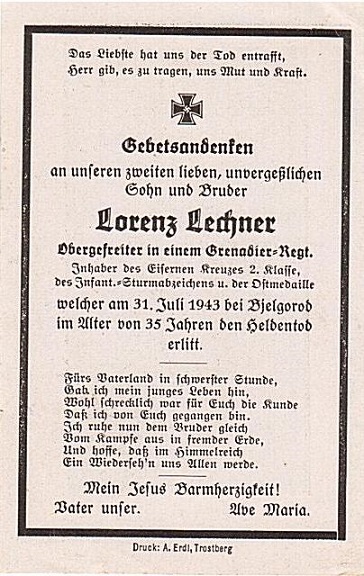 Das Liebste hat uns der Tod entrafft,
Herr gib, es zu tragen, uns Mut und Kraft.
Gebetsandenken
an unseren zweiten lieben, unvergeßlichen
Sohn und Bruder
Lorenz Lechner
Obergefreiter in einem Grenadier-Regt.
Inhaber des Eisernen Kreuzes 2. Klasse,
des Infant.-Sturmabzeichens u. der Ostmedaille
welcher am 31. Juli 1943 bei Bjelgorod
im Alter von 35 Jahren den Heldentod
erlitt.
Fürs Vaterland in schwerster Stunde,
Gab ich mein junges Leben hin,
Wohl schrecklich war für Euch die Kunde
Daß ich von Euch gegangen bin.
Ich ruhe nun dem Bruder gleich
Vom Kampfe aus in fremder Erde,
Und hoffe, daß im Himmelreich
Ein Wiederseh'n uns Allen werde.
Mein Jesus Barmherzigkeit!
Vater unser. Ave Maria.
Druck: A. Erdl, Trostberg